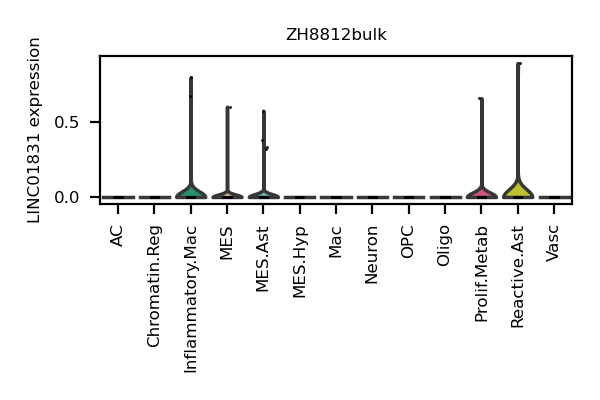 ZH8812bulk
LINC01831 expression
0.5
0.0
AC
Chromatin.Reg
Inflammatory.Mac
MES
MES.Ast
MES.Hyp
Mac
Neuron
OPC
Oligo
Prolif.Metab
Reactive.Ast
Vasc